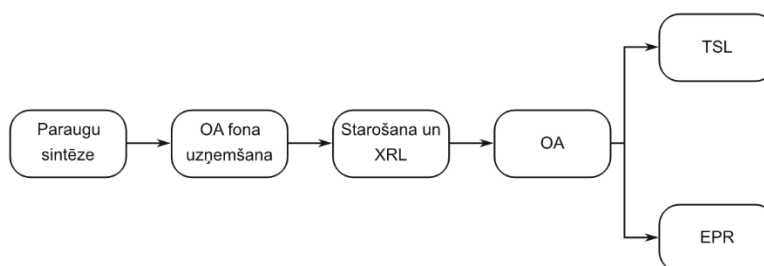 Paraugu
sintēze
OA fona
uzņemšana
Starošana un
XRL
OA
TSL
EPR